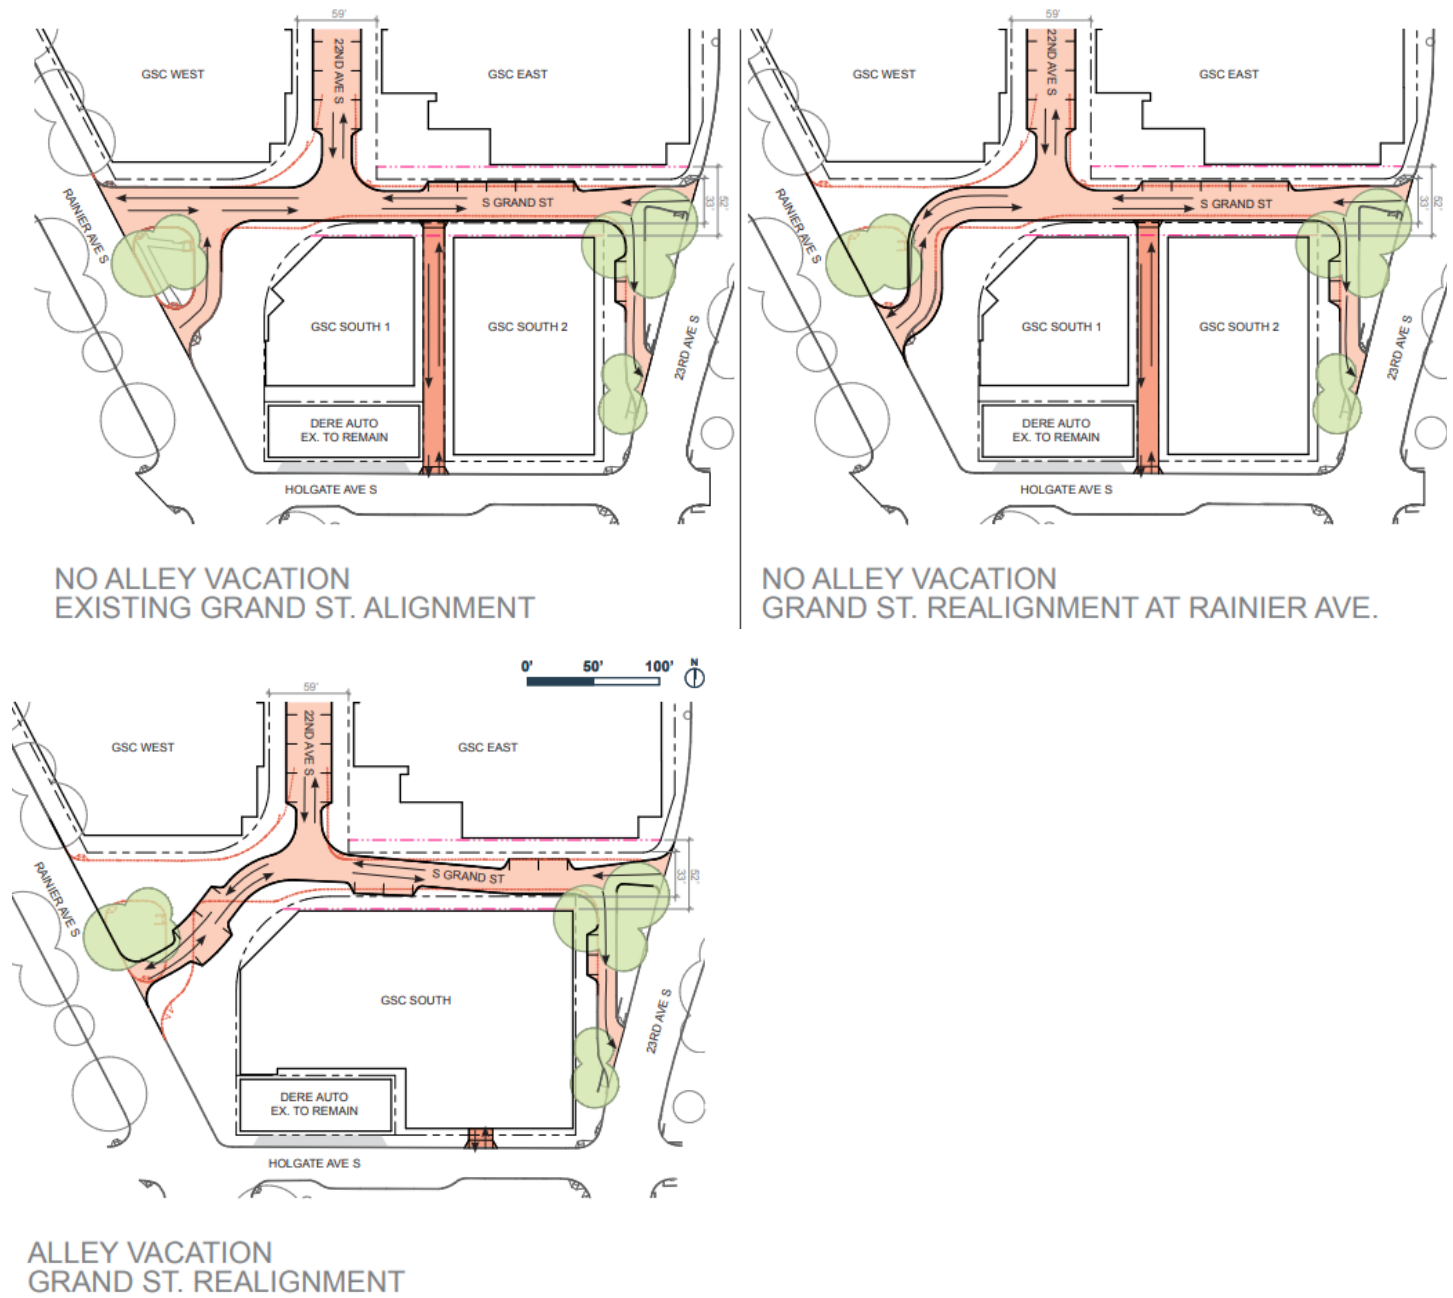 59'
22ND AVE S
GSC WEST
GSC EAST
RAINIER AVE S
S GRAND ST
33'
52'
GSC SOUTH 1
GSC SOUTH 2
23RD AVE S
DERE AUTO
EX. TO REMAIN
HOLGATE AVE S
NO ALLEY VACATION
EXISTING GRAND ST. ALIGNMENT
59'
22ND AVE S
GSC WEST
GSC EAST
RAINIER AVE S
S GRAND ST
33'
52'
GSC SOUTH 1
GSC SOUTH 2
23RD AVE S
DERE AUTO
EX. TO REMAIN
HOLGATE AVE S
NO ALLEY VACATION
GRAND ST. REALIGNMENT AT RAINIER AVE.
0' 50' 100' N
59'
22ND AVE S
GSC WEST
GSC EAST
RAINIER AVE S
S GRAND ST
33'
52'
GSC SOUTH
23RD AVE S
DERE AUTO
EX. TO REMAIN
HOLGATE AVE S
ALLEY VACATION
GRAND ST. REALIGNMENT